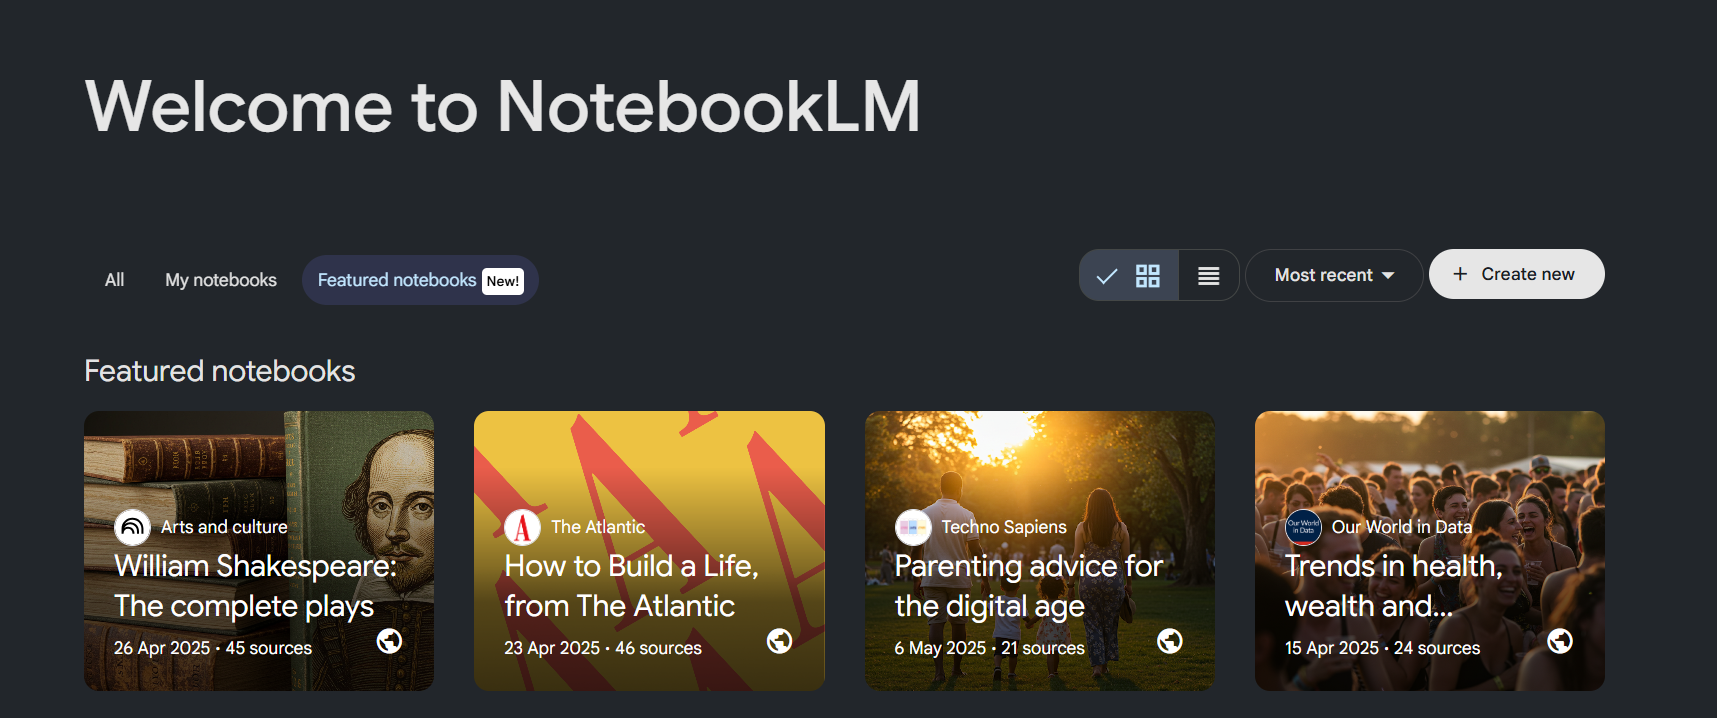 Welcome to NotebookLM
All
My notebooks
Featured notebooks New!
Most recent
+ Create new
Featured notebooks
Arts and culture
William Shakespeare:
The complete plays
26 Apr 2025 • 45 sources
A
The Atlantic
How to Build a Life,
from The Atlantic
23 Apr 2025 • 46 sources
Techno Sapiens
Parenting advice for
the digital age
6 May 2025 • 21 sources
Our World
in Data
Our World in Data
Trends in health,
wealth and...
15 Apr 2025 • 24 sources